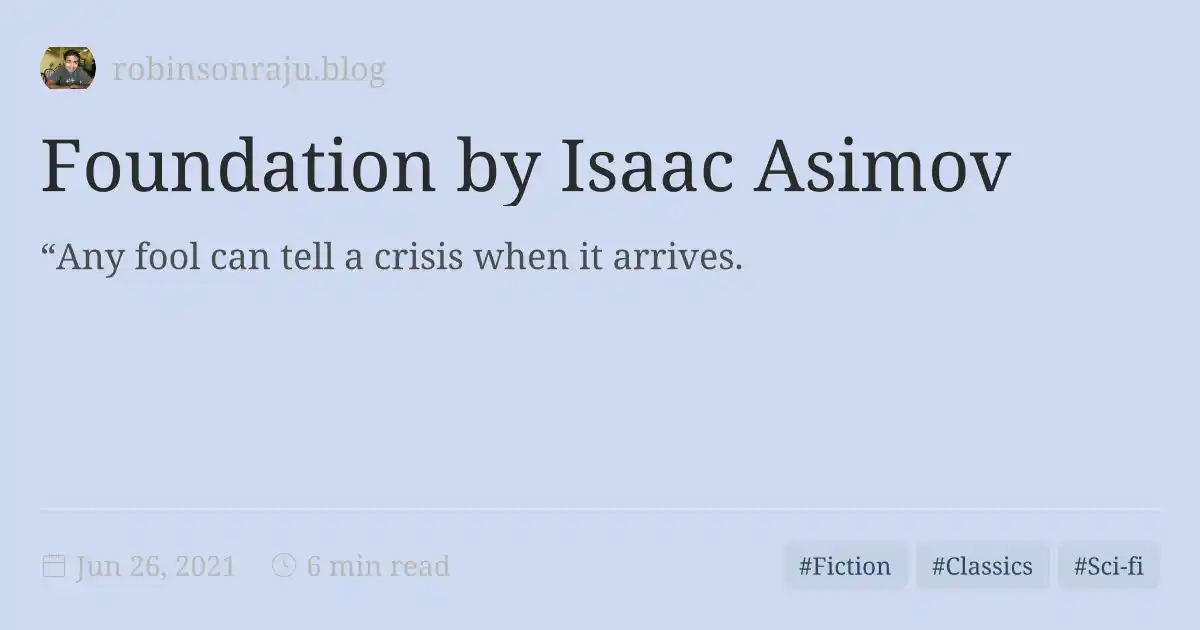 robinsonraju.blog
Foundation by Isaac Asimov
“Any fool can tell a crisis when it arrives.
Jun 26, 2021 6 min read #Fiction #Classics #Sci-fi